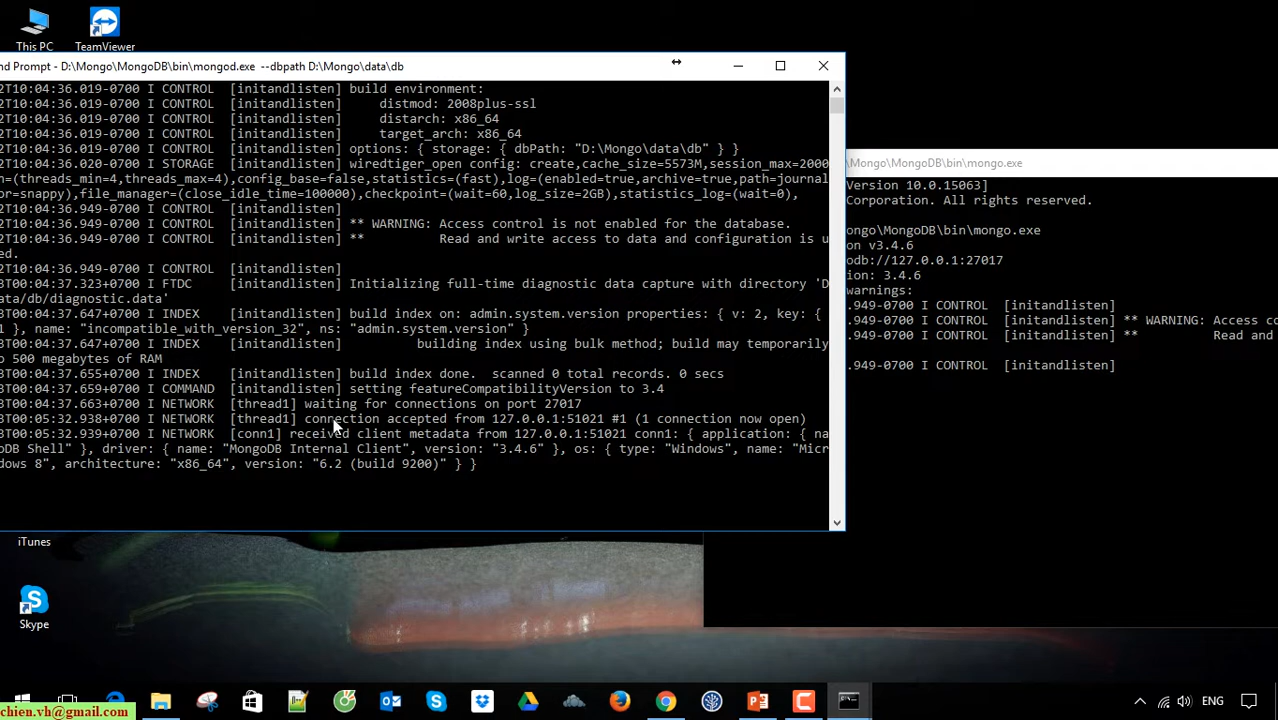 This PC
TeamViewer
nd Prompt - D:\Mongo\MongoDB\bin\mongod.exe --dbpath D:\Mongo\data\db
2T10:04:36.019-0700 I CONTROL [initandlisten] build environment:
2T10:04:36.019-0700 I CONTROL [initandlisten] distmod: 2008plus-ssl
2T10:04:36.019-0700 I CONTROL [initandlisten] distarch: x86_64
2T10:04:36.019-0700 I CONTROL [initandlisten] target_arch: x86_64
2T10:04:36.019-0700 I CONTROL [initandlisten] options: { storage: { dbPath: "D:\Mongo\data\db" } }
2T10:04:36.020-0700 I STORAGE [initandlisten] wiredtiger_open config: create,cache_size=5573M,session_max=2000
n=(threads_min=4,threads_max=4),config_base=false,statistics=(fast),log=(enabled=true,archive=true,path=journal
or=snappy),file_manager=(close_idle_time=100000),checkpoint=(wait=60,log_size=2GB),statistics_log=(wait=0),
2T10:04:36.949-0700 I CONTROL [initandlisten]
2T10:04:36.949-0700 I CONTROL [initandlisten] ** WARNING: Access control is not enabled for the database.
2T10:04:36.949-0700 I CONTROL [initandlisten] ** Read and write access to data and configuration is u
ed.
2T10:04:36.949-0700 I CONTROL [initandlisten]
3T00:04:37.323+0700 I FTDC [initandlisten] Initializing full-time diagnostic data capture with directory 'D
ata/db/diagnostic.data'
3T00:04:37.647+0700 I INDEX [initandlisten] build index on: admin.system.version properties: { v: 2, key: {
1 }, name: "incompatible_with_version_32", ns: "admin.system.version" }
3T00:04:37.647+0700 I INDEX [initandlisten] building index using bulk method; build may temporarily
o 500 megabytes of RAM
3T00:04:37.655+0700 I INDEX [initandlisten] build index done. scanned 0 total records. 0 secs
3T00:04:37.659+0700 I COMMAND [initandlisten] setting featureCompatibilityVersion to 3.4
3T00:04:37.663+0700 I NETWORK [thread1] waiting for connections on port 27017
3T00:05:32.938+0700 I NETWORK [thread1] connection accepted from 127.0.0.1:51021 #1 (1 connection now open)
3T00:05:32.939+0700 I NETWORK [conn1] received client metadata from 127.0.0.1:51021 conn1: { application: { na
oDB Shell" }, driver: { name: "MongoDB Internal Client", version: "3.4.6" }, os: { type: "Windows", name: "Micr
dows 8", architecture: "x86_64", version: "6.2 (build 9200)" } }
\Mongo\MongoDB\bin\mongo.exe
Version 10.0.15063]
Corporation. All rights reserved.
ongo\MongoDB\bin\mongo.exe
on v3.4.6
odb://127.0.0.1:27017
ion: 3.4.6
warnings:
.949-0700 I CONTROL [initandlisten]
.949-0700 I CONTROL [initandlisten] ** WARNING: Access co
.949-0700 I CONTROL [initandlisten] ** Read and
.949-0700 I CONTROL [initandlisten]
iTunes
Skype
chien.vh@gmail.com
ENG